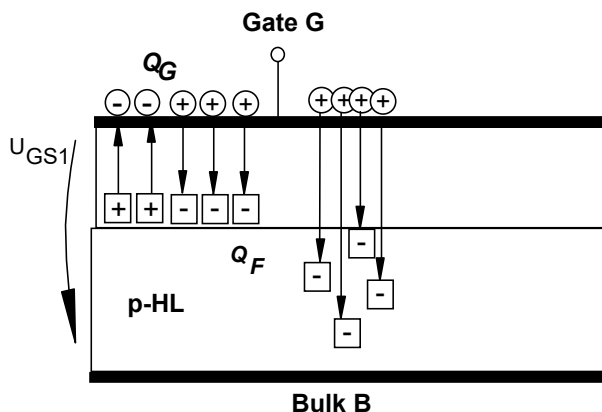 Gate G
Q_G
- - + + + + + + +
U_GS1
+ + - - - -
Q_F
- -
p-HL
-
Bulk B